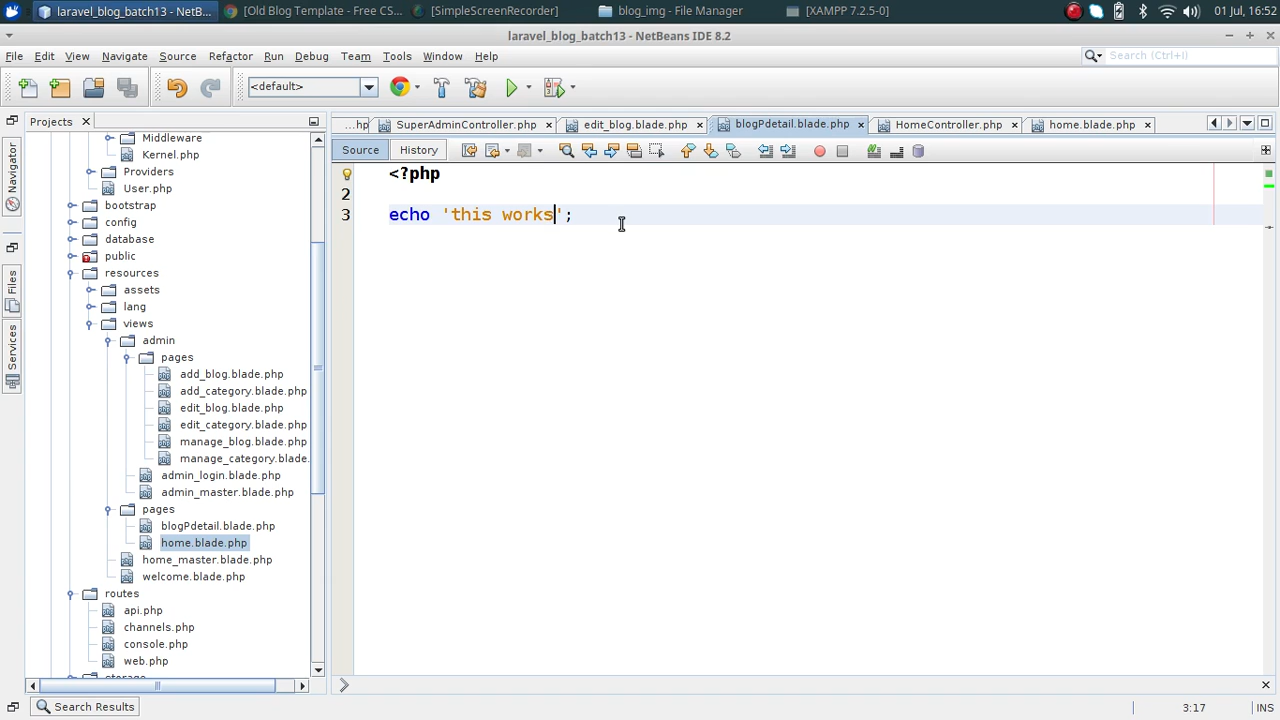 laravel_blog_batch13 - NetB...
[Old Blog Template - Free CS...
[SimpleScreenRecorder]
blog_img - File Manager
[XAMPP 7.2.5-0]
01 Jul, 16:52
laravel_blog_batch13 - NetBeans IDE 8.2
File Edit View Navigate Source Refactor Run Debug Team Tools Window Help
Search (Ctrl+I)
<default>
Projects
...hp
SuperAdminController.php
edit_blog.blade.php
blogPdetail.blade.php
HomeController.php
home.blade.php
Source History
Navigator
Files
Services
Middleware
Kernel.php
Providers
User.php
bootstrap
config
database
public
resources
assets
lang
views
admin
pages
add_blog.blade.php
add_category.blade.php
edit_blog.blade.php
edit_category.blade.php
manage_blog.blade.php
manage_category.blade.
admin_login.blade.php
admin_master.blade.php
pages
blogPdetail.blade.php
home.blade.php
home_master.blade.php
welcome.blade.php
routes
api.php
channels.php
console.php
web.php
storage
<?php
2
3 echo 'this works';
Search Results
3:17
INS